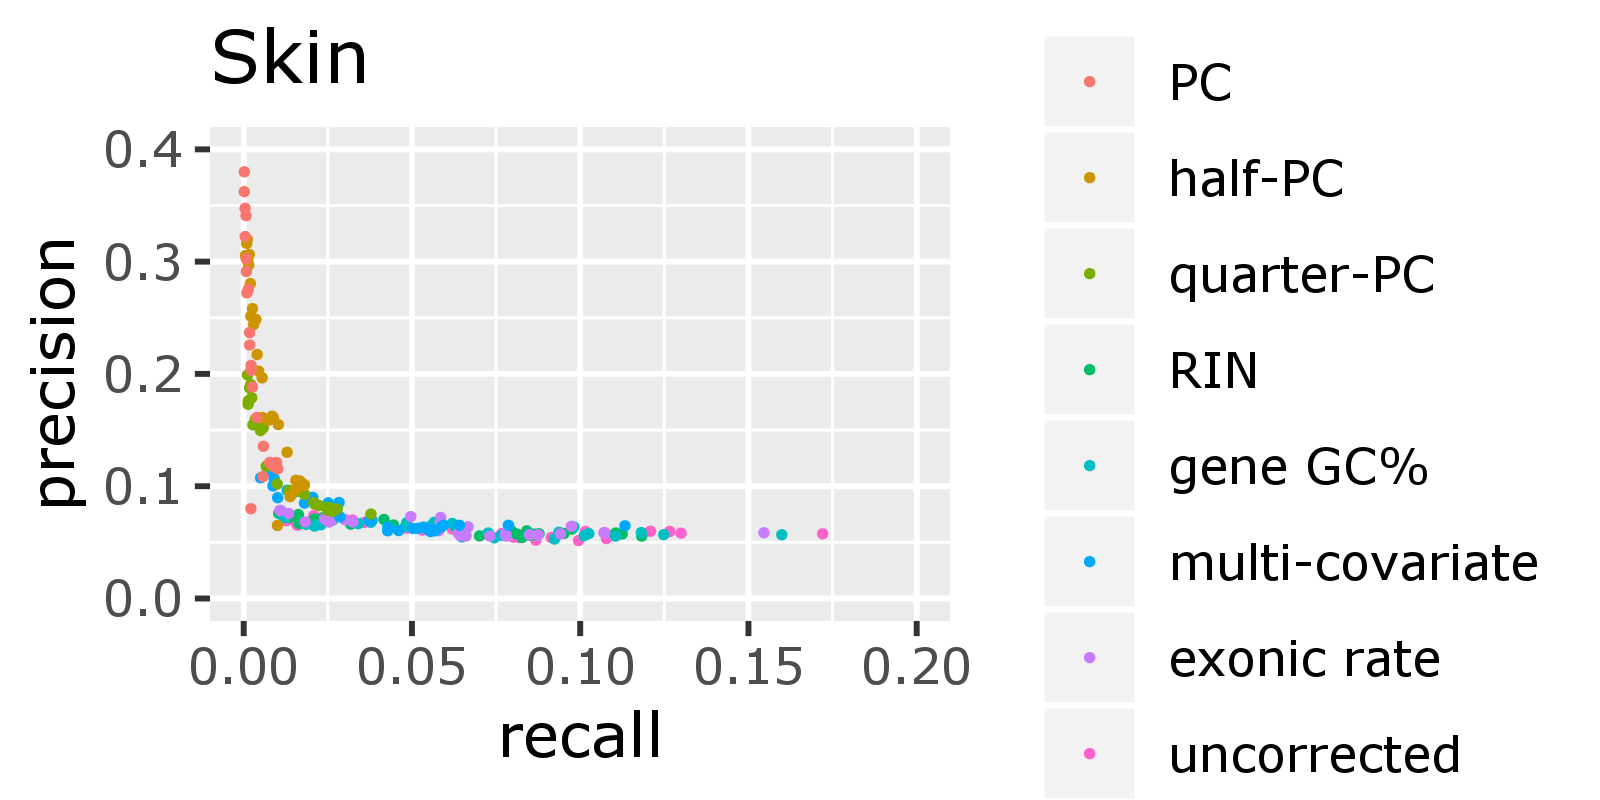 Skin
precision
0.4
0.3
0.2
0.1
0.0
0.00 0.05 0.10 0.15 0.20
recall
PC
half-PC
quarter-PC
RIN
gene GC%
multi-covariate
exonic rate
uncorrected